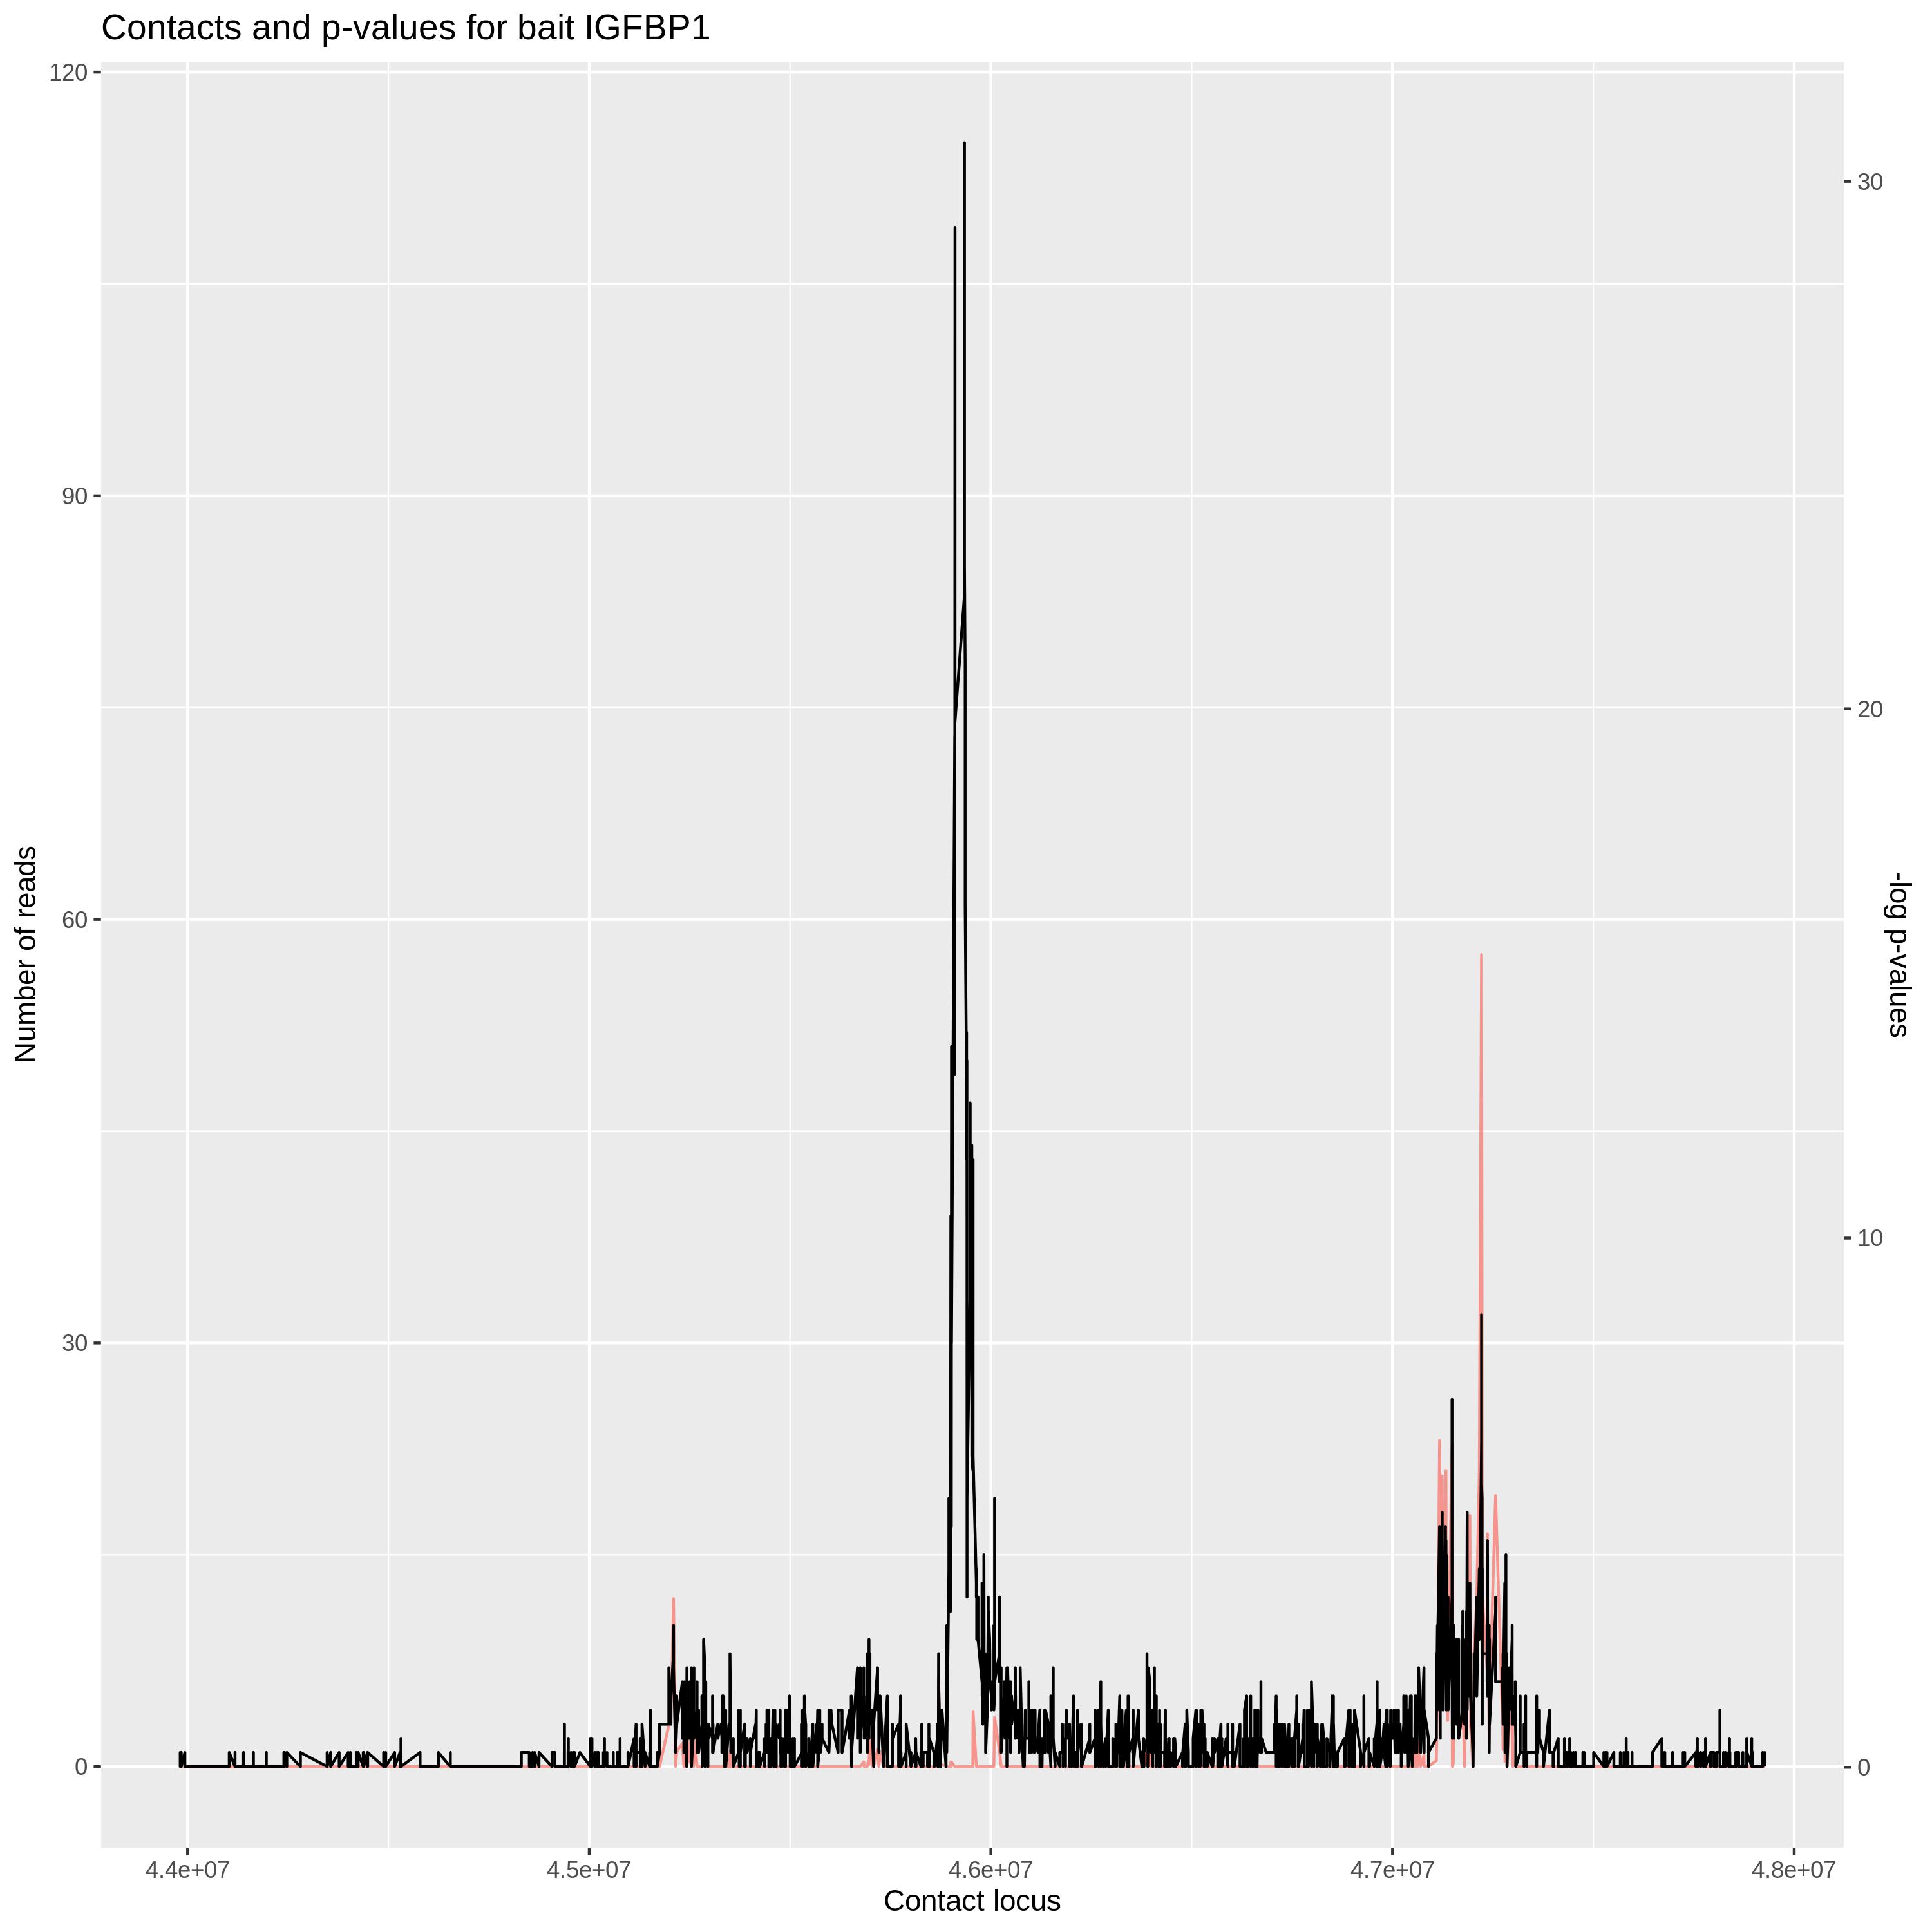 Contacts and p-values for bait IGFBP1
120
90
60
30
0
Number of reads
30
20
10
0
-log p-values
4.4e+07
4.5e+07
4.6e+07
4.7e+07
4.8e+07
Contact locus